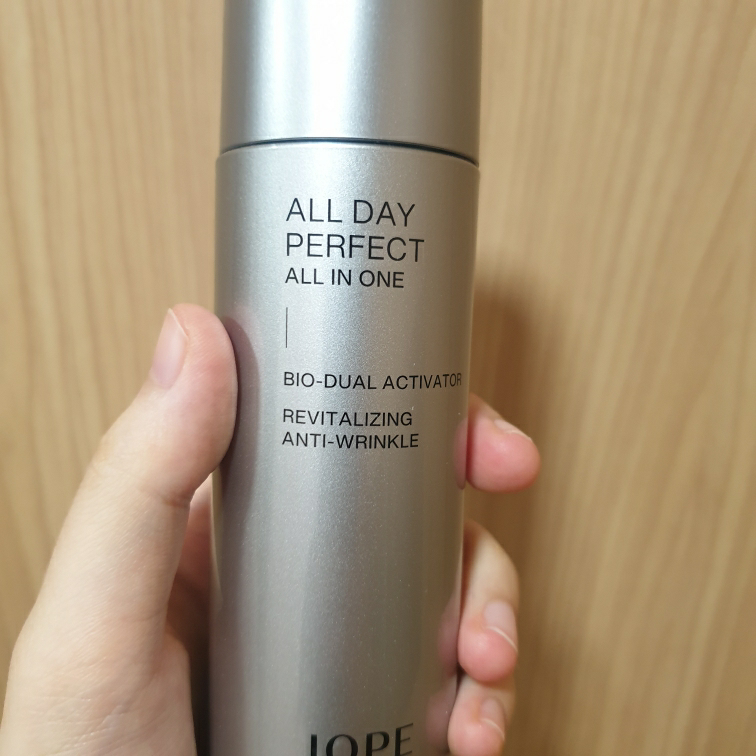 ALL DAY
PERFECT
ALL IN ONE
BIO-DUAL ACTIVATOR
REVITALIZING
ANTI-WRINKLE
IOPE